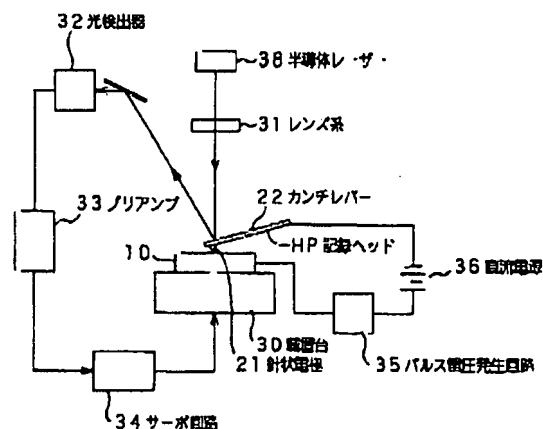 32光検出器
38半導体レーザー
31レンズ系
22カンチレバー
HP記録ヘッド
33プリアンプ
10
36直流電源
30載置台
21針状電極
35パルス電圧発生回路
34サーボ回路